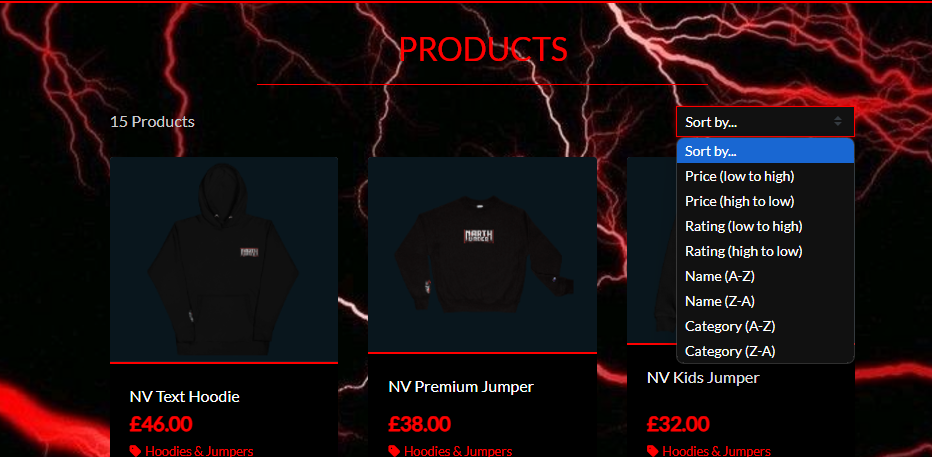 PRODUCTS
15 Products
Sort by...
Sort by...
Price (low to high)
Price (high to low)
Rating (low to high)
Rating (high to low)
Name (A-Z)
Name (Z-A)
Category (A-Z)
Category (Z-A)
NV Text Hoodie
£46.00
Hoodies & Jumpers
NV Premium Jumper
£38.00
Hoodies & Jumpers
NV Kids Jumper
£32.00
Hoodies & Jumpers